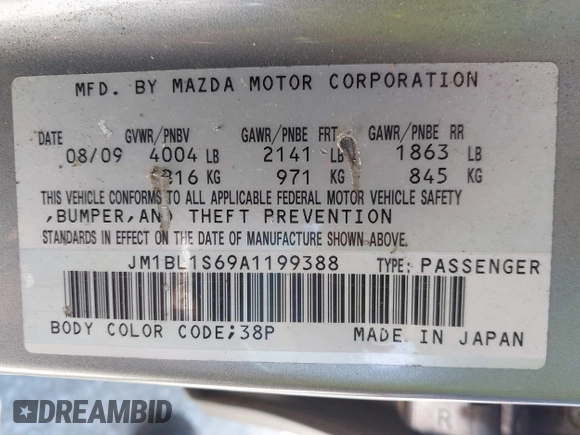 MFD. BY MAZDA MOTOR CORPORATION
DATE GVWR/PNBV GAWR/PNBE FRT GAWR/PNBE RR
08/09 4004 LB 2141 LB 1863 LB
816 KG 971 KG 845 KG
THIS VEHICLE CONFORMS TO ALL APPLICABLE FEDERAL MOTOR VEHICLE SAFETY
,BUMPER,AND THEFT PREVENTION
STANDARDS IN EFFECT ON THE DATE OF MANUFACTURE SHOWN ABOVE.
JM1BL1S69A1199388 TYPE: PASSENGER
BODY COLOR CODE;38P MADE IN JAPAN
DREAMBID
R